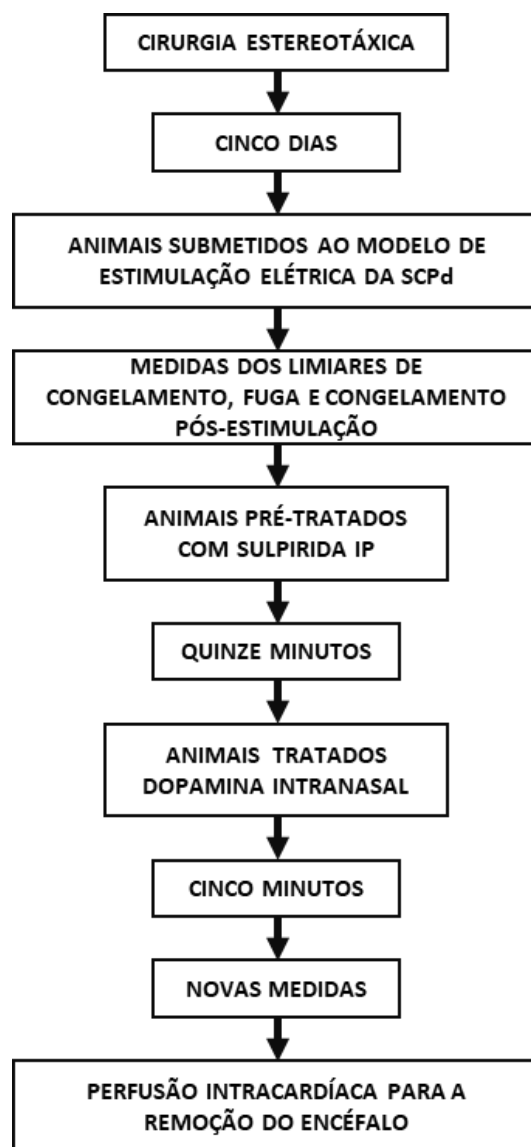 CIRURGIA ESTEREOTÁXICA
CINCO DIAS
ANIMAIS SUBMETIDOS AO MODELO DE
ESTIMULAÇÃO ELÉTRICA DA SCPd
MEDIDAS DOS LIMIARES DE
CONGELAMENTO, FUGA E CONGELAMENTO
PÓS-ESTIMULAÇÃO
ANIMAIS PRÉ-TRATADOS
COM SULPIRIDA IP
QUINZE MINUTOS
ANIMAIS TRATADOS
DOPAMINA INTRANASAL
CINCO MINUTOS
NOVAS MEDIDAS
PERFUSÃO INTRACARDÍACA PARA A
REMOÇÃO DO ENCÉFALO